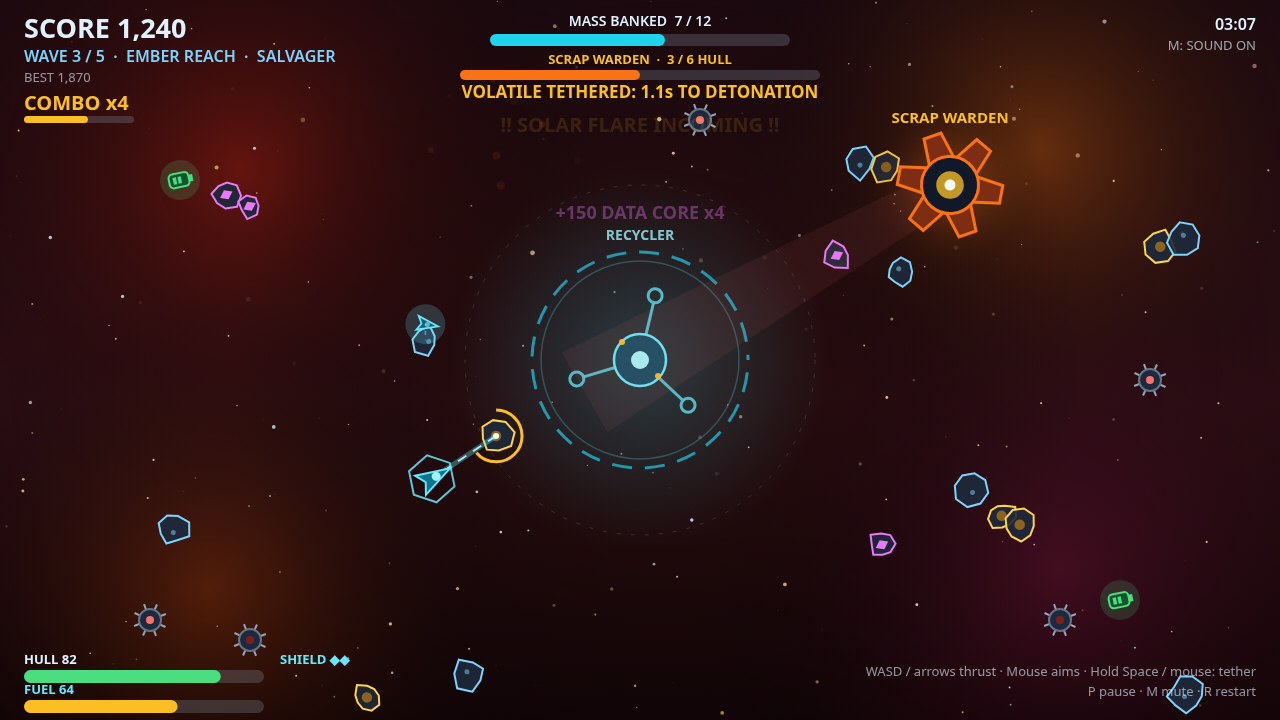 SCORE 1,240
WAVE 3 / 5 · EMBER REACH · SALVAGER
BEST 1,870
COMBO x4
MASS BANKED 7 / 12
SCRAP WARDEN · 3 / 6 HULL
VOLATILE TETHERED: 1.1s TO DETONATION
!! SOLAR FLARE INCOMING !!
03:07
M: SOUND ON
SCRAP WARDEN
+150 DATA CORE x4
RECYCLER
HULL 82
SHIELD ◆◆
FUEL 64
WASD / arrows thrust · Mouse aims · Hold Space / mouse: tether
P pause · M mute · R restart